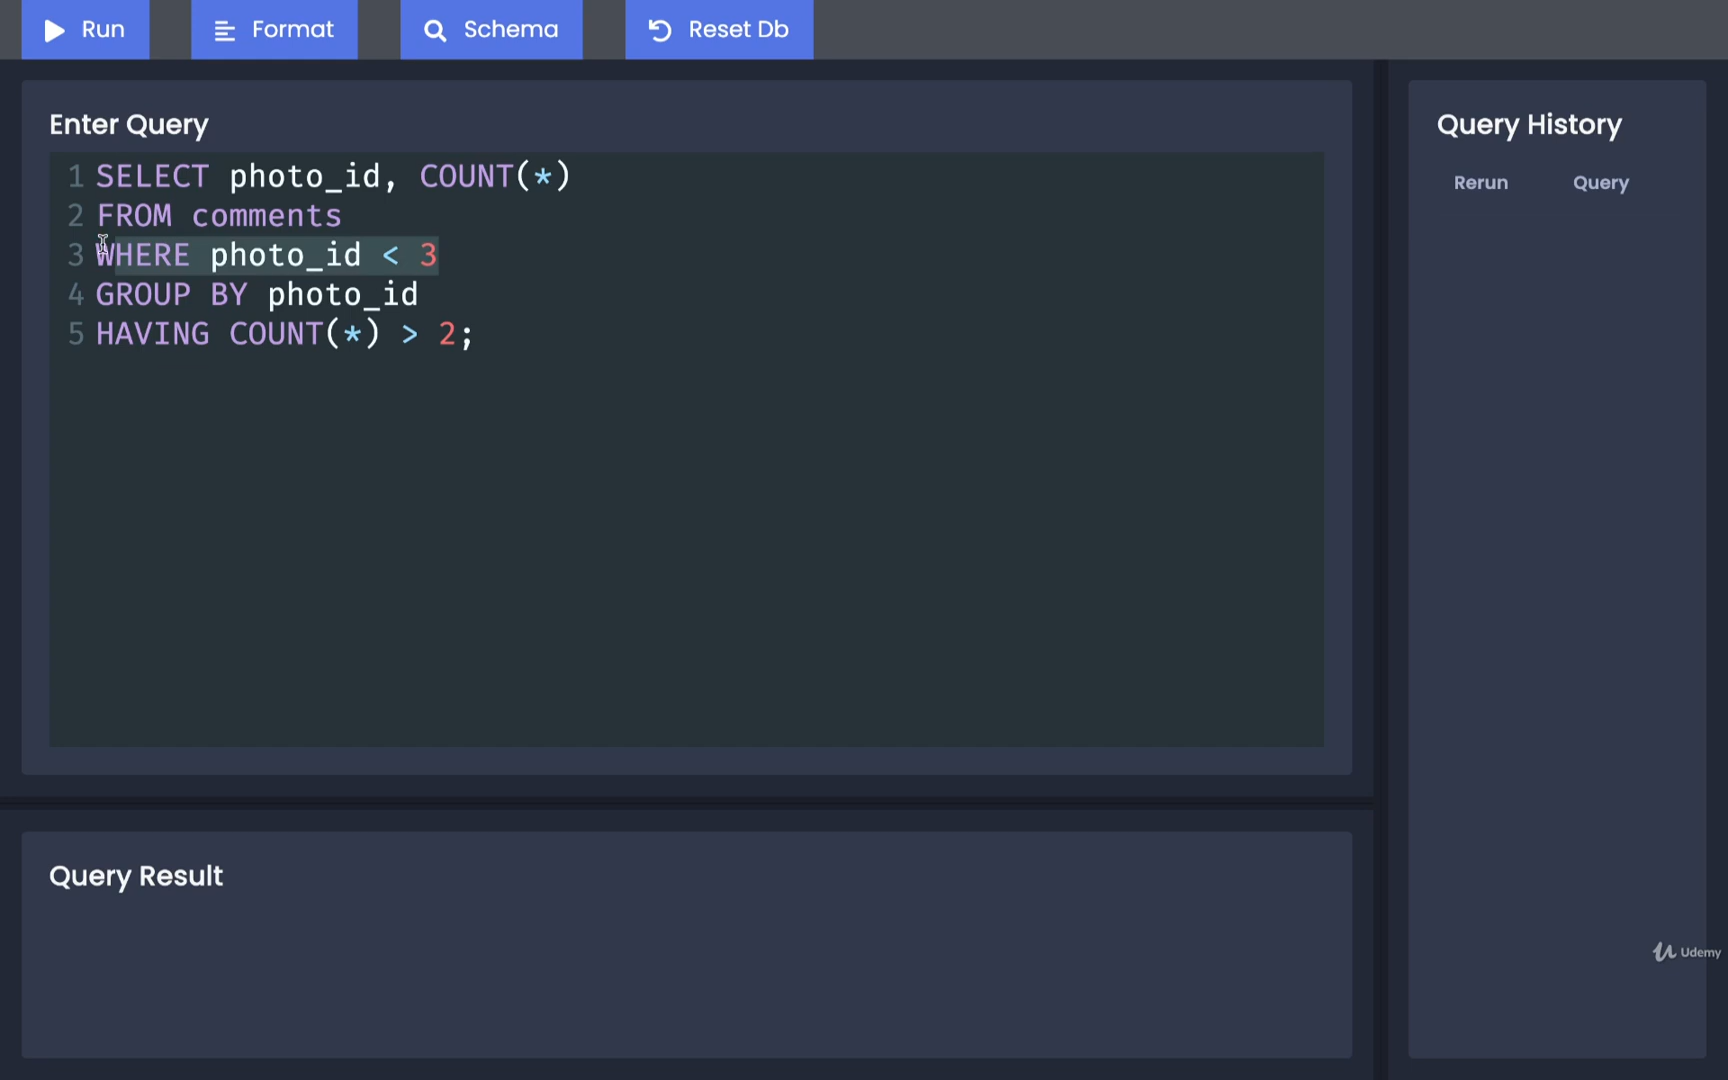 Run
Format
Schema
Reset Db
Enter Query
1 SELECT photo_id, COUNT(*)
2 FROM comments
3 WHERE photo_id < 3
4 GROUP BY photo_id
5 HAVING COUNT(*) > 2;
Query Result
Query History
Rerun Query
Udemy